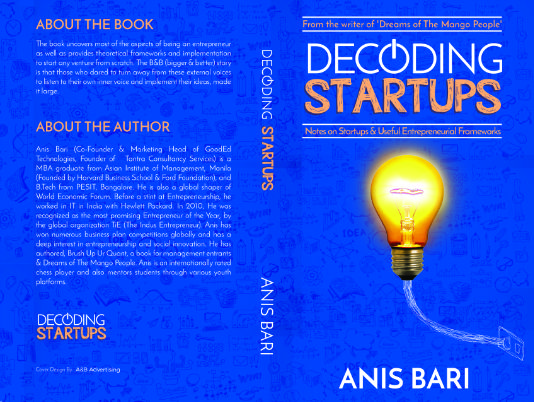 ABOUT THE BOOK
The book uncovers most of the aspects of being an entrepreneur
as well as provides theoretical frameworks and implementation
to start any venture from scratch. The B&B (bigger & better) story
is that those who dared to turn away from these external voices
to listen to their own inner voice and implement their ideas, made
it large.
ABOUT THE AUTHOR
Anis Bari (Co-Founder & Marketing Head of GoodEd
Technologies, Founder of Tantra Consultancy Services) is a
MBA graduate from Asian Institute of Management, Manila
(Founded by Harvard Business School & Ford Foundation), and
B.Tech from PESIT, Bangalore. He is also a global shaper of
World Economic Forum. Before a stint at Entrepreneurship, he
worked in IT in India with Hewlett Packard. In 2010, He was
recognized as the most promising Entrepreneur of the Year, by
the global organization TiE (The Indus Entrepreneur). Anis has
won numerous business plan competitions globally and has a
deep interest in entrepreneurship and social innovation. He has
authored, Brush Up Ur Quant, a book for management entrants
& Dreams of The Mango People. Anis is an internationally rated
chess player and also mentors students through various youth
platforms.
DECODING
STARTUPS
Cover Design By: A&B Advertising
DECODING STARTUPS
ANIS BARI
From the writer of 'Dreams of The Mango People'
DECODING
STARTUPS
Notes on Startups & Useful Entrepreneurial Frameworks
ANIS BARI